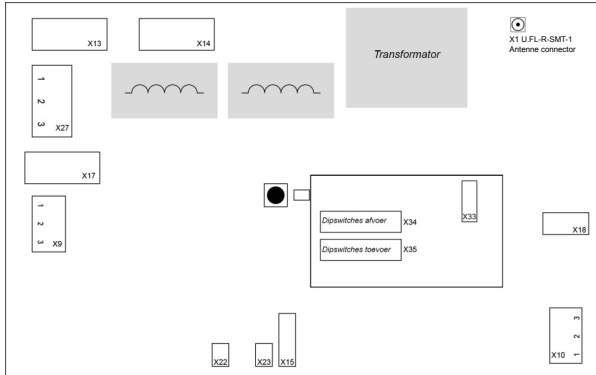 X13
X14
Transformator
X1 U.FL-R-SMT-1
Antenne connector
1
2
3
X27
X17
1
2
3
X9
Dipswitches afvoer
X34
X33
Dipswitches toevoer
X35
X18
X22
X23
X15
3
2
1
X10